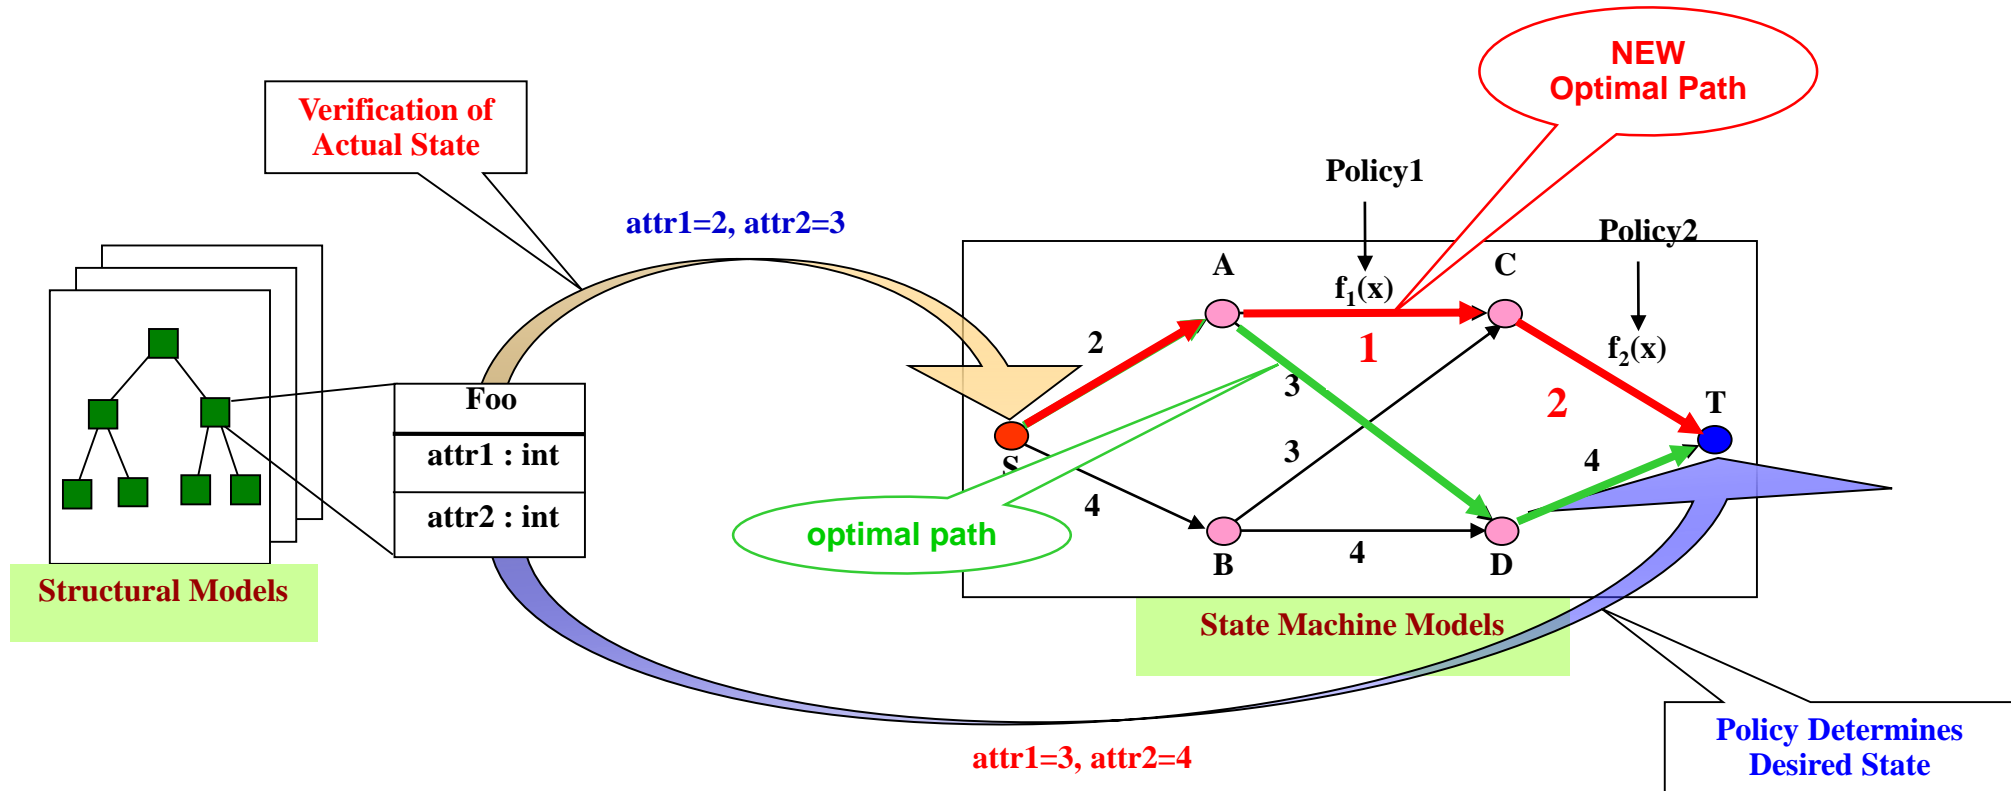 NEW
Optimal Path
Verification of
Actual State
Policy1
attr1=2, attr2=3
Policy2
A
C
f1(x)
2
1
f2(x)
3
2
T
Foo
attr1 : int
attr2 : int
S
3
4
4
optimal path
4
B
D
Structural Models
State Machine Models
attr1=3, attr2=4
Policy Determines
Desired State